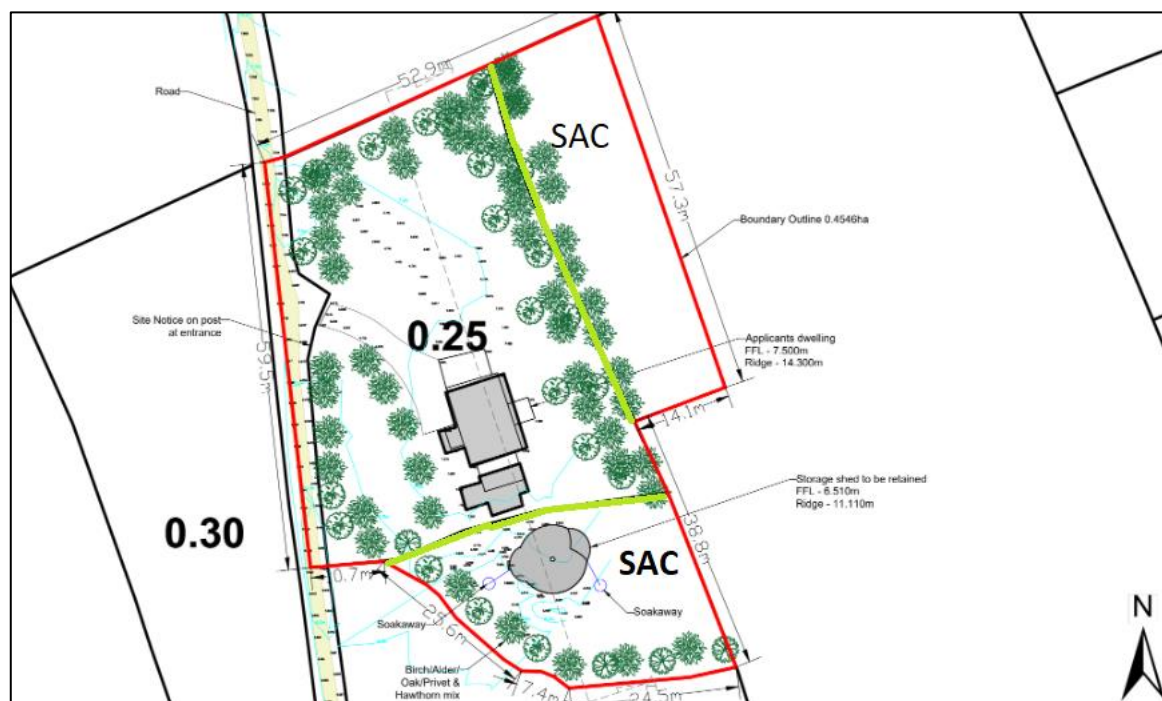 52.9m
Road
SAC
57.3m
Boundary Outline 0.4546ha
Site Notice on post
at entrance
0.25
59.5m
Applicants dwelling
FFL - 7.500m
Ridge - 14.300m
14.1m
Storage shed to be retained
FFL - 6.510m
Ridge - 11.110m
0.30
38.8m
SAC
0.7m
Soakaway
Soakaway
28.6m
N
Birch/Alder/
Oak/Privet &
Hawthorn mix
7.4m
24.5m